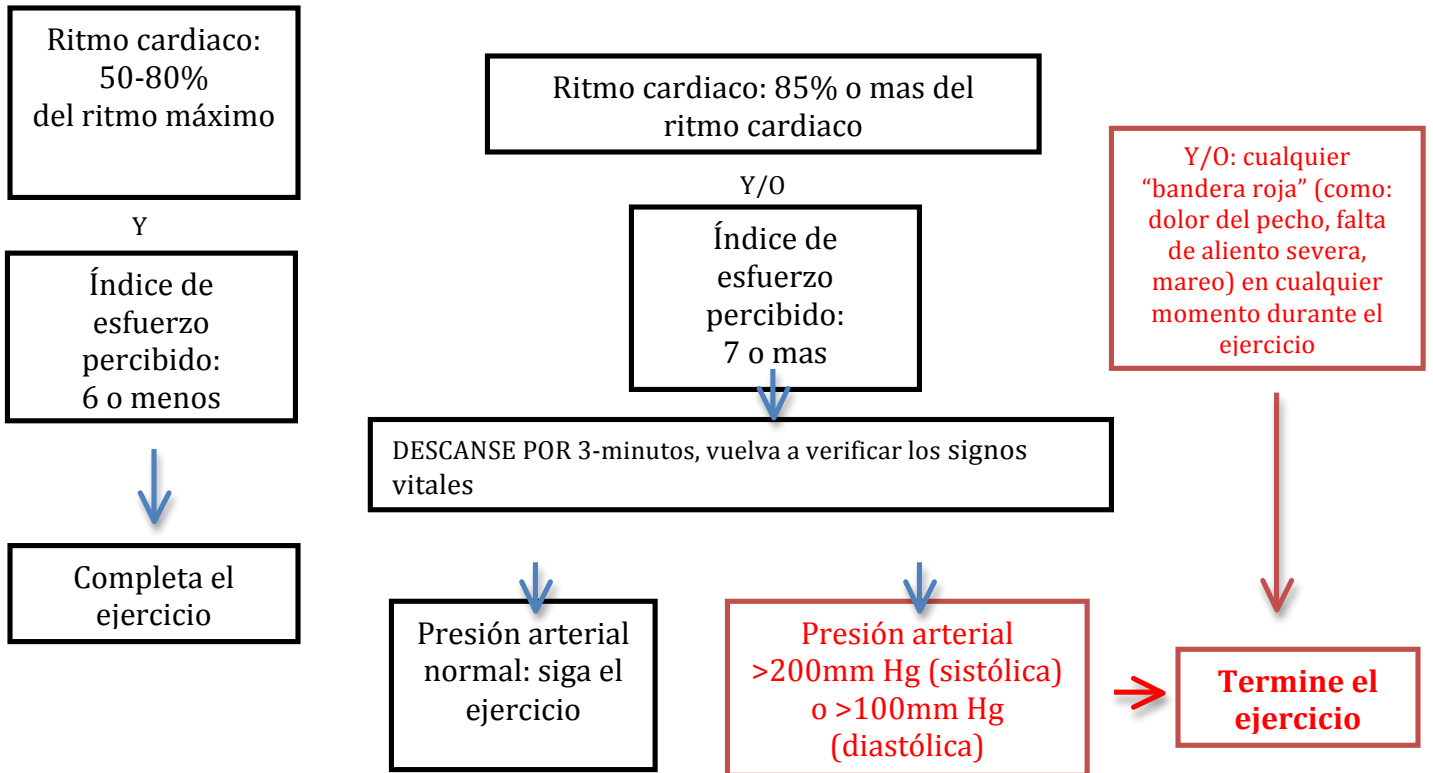 Ritmo cardiaco:
50-80%
del ritmo máximo
Y
Índice de
esfuerzo
percibido:
6 o menos
Completa el
ejercicio
Ritmo cardiaco: 85% o mas del
ritmo cardiaco
Y/O
Índice de
esfuerzo
percibido:
7 o mas
DESCANSE POR 3-minutos, vuelva a verificar los signos
vitales
Presión arterial
normal: siga el
ejercicio
Presión arterial
>200mm Hg (sistólica)
o >100mm Hg
(diastólica)
Y/O: cualquier
“bandera roja” (como:
dolor del pecho, falta
de aliento severa,
mareo) en cualquier
momento durante el
ejercicio
Termine el
ejercicio